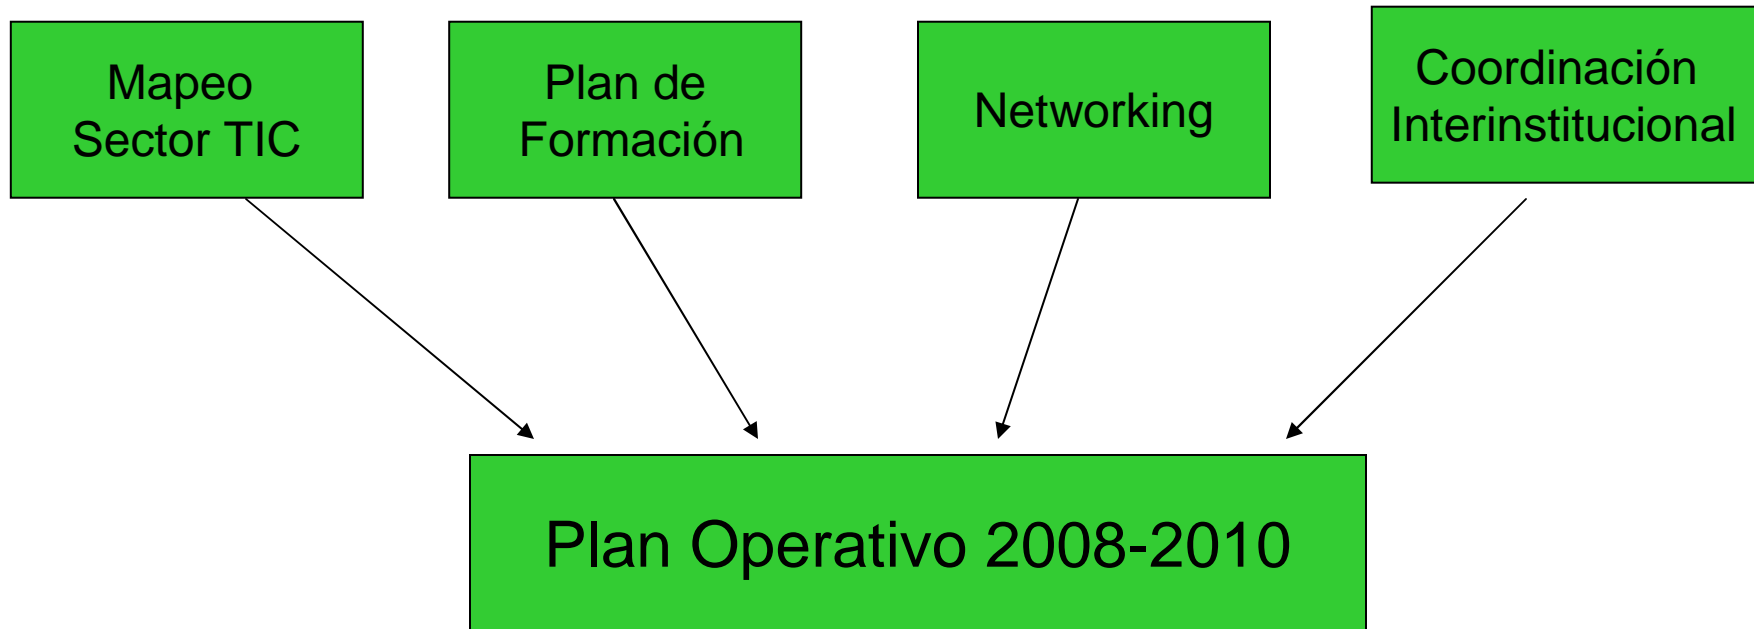 Mapeo
Sector TIC
Plan de
Formación
Networking
Coordinación
Interinstitucional
Plan Operativo 2008-2010